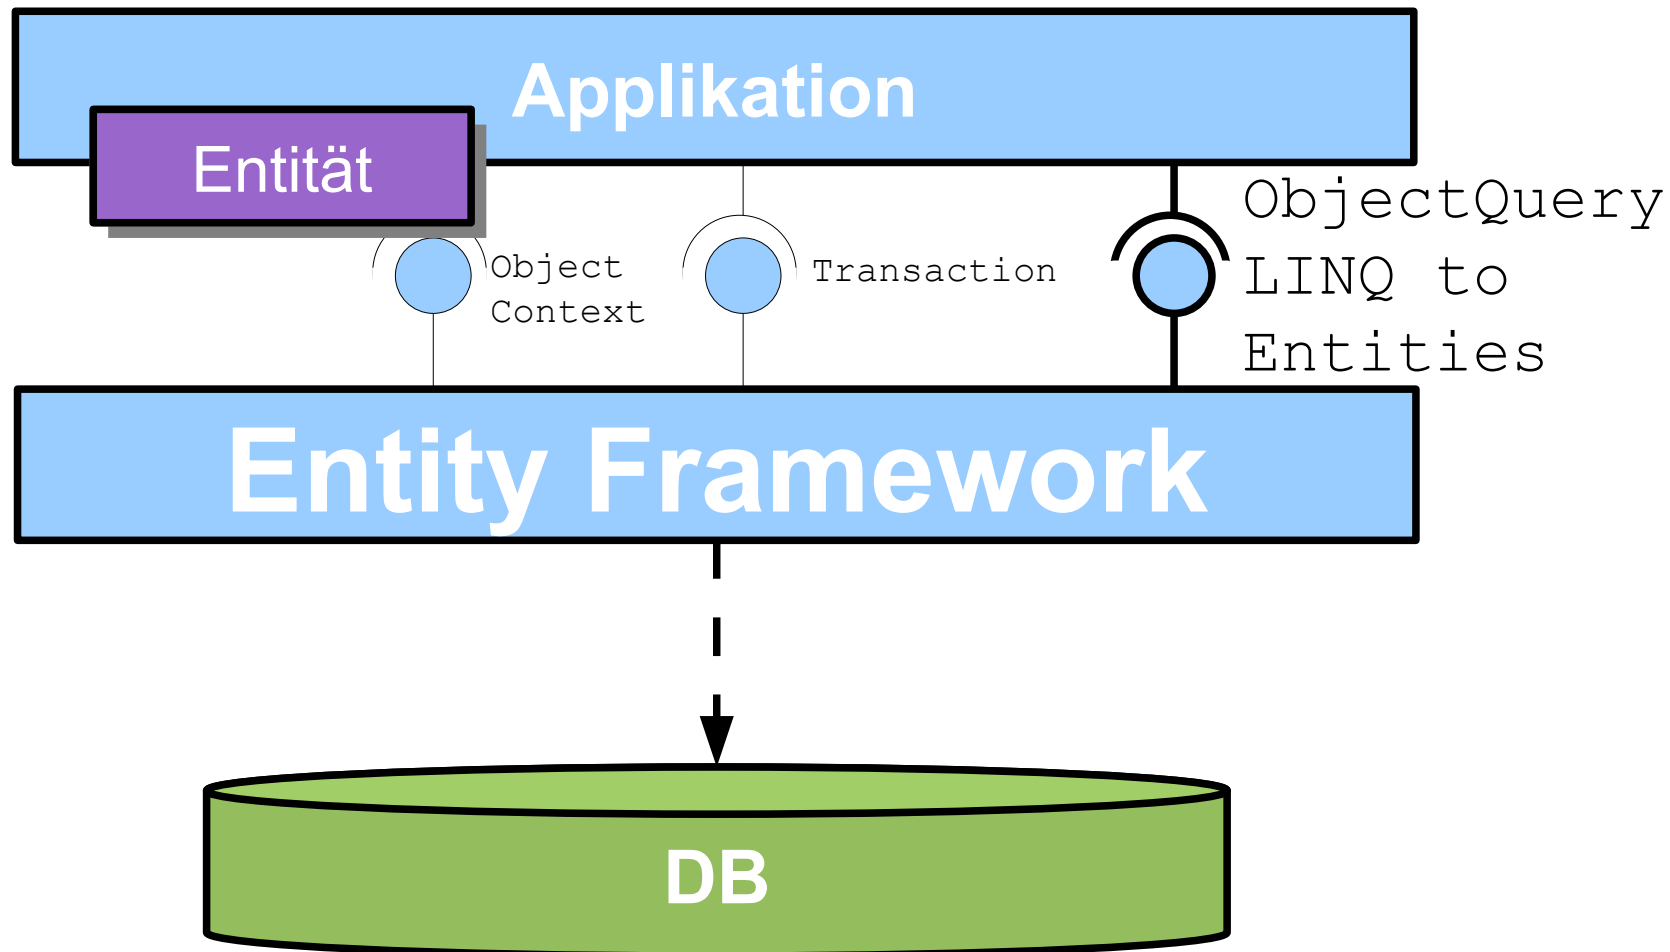 Applikation
Entität
Object
Context
Transaction
ObjectQuery
LINQ to
Entities
Entity Framework
DB